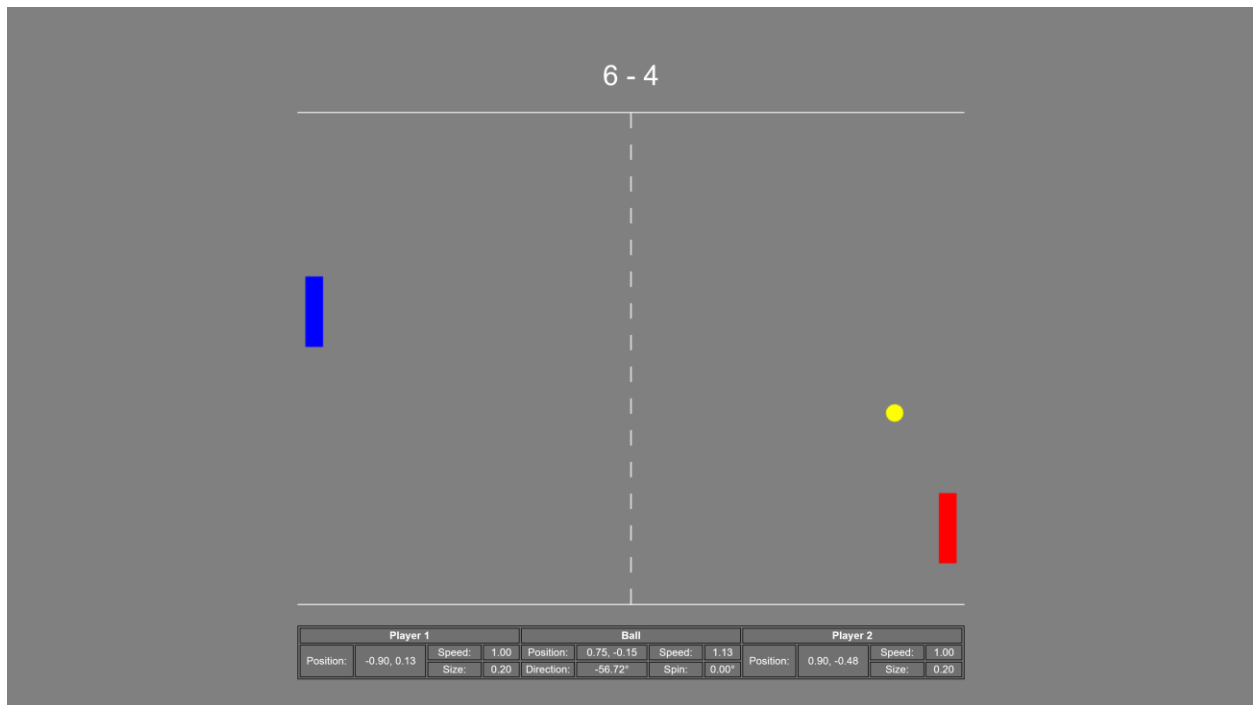 6 - 4
Player 1 Ball Player 2
Position: -0.90, 0.13 Speed: 1.00 Position: 0.75, -0.15 Speed: 1.13 Position: 0.90, -0.48 Speed: 1.00
Size: 0.20 Direction: -56.72° Spin: 0.00° Size: 0.20